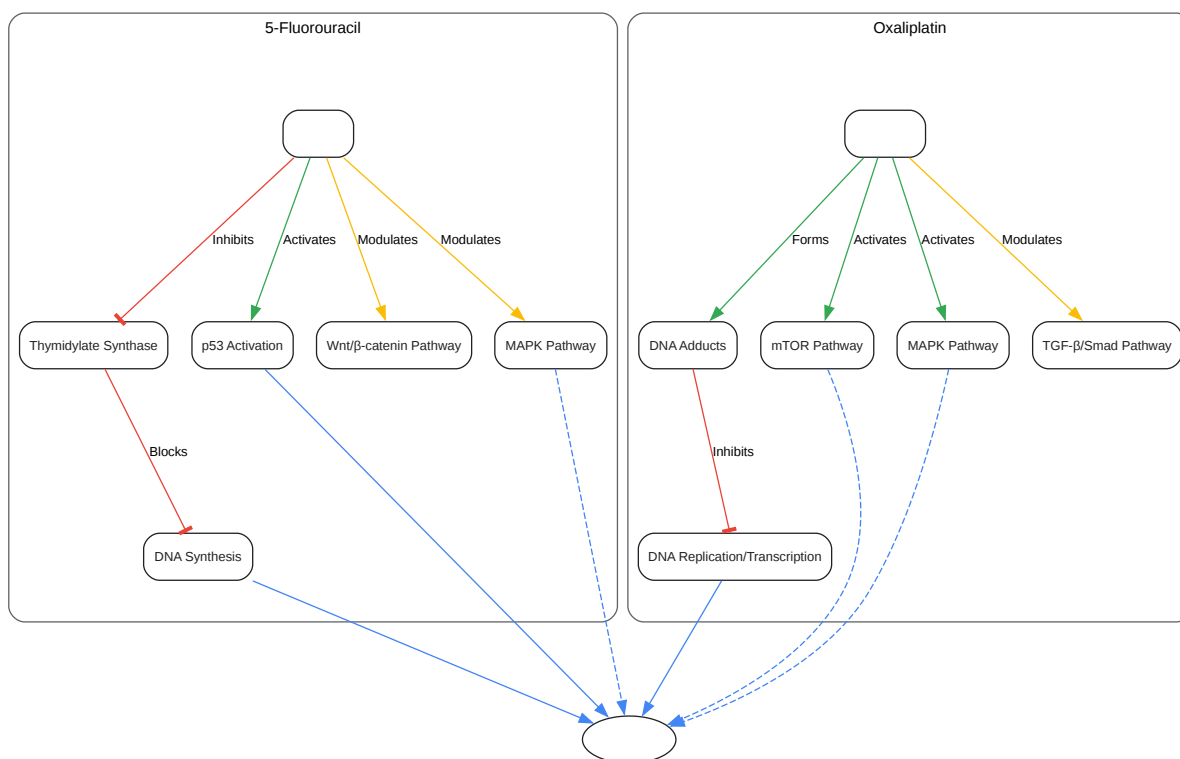 5-Fluorouracil
Oxaliplatin
Inhibits
Activates
Modulates
Modulates
Forms
Activates
Activates
Modulates
Thymidylate Synthase
p53 Activation
Wnt/β-catenin Pathway
MAPK Pathway
DNA Adducts
mTOR Pathway
MAPK Pathway
TGF-β/Smad Pathway
Blocks
Inhibits
DNA Synthesis
DNA Replication/Transcription